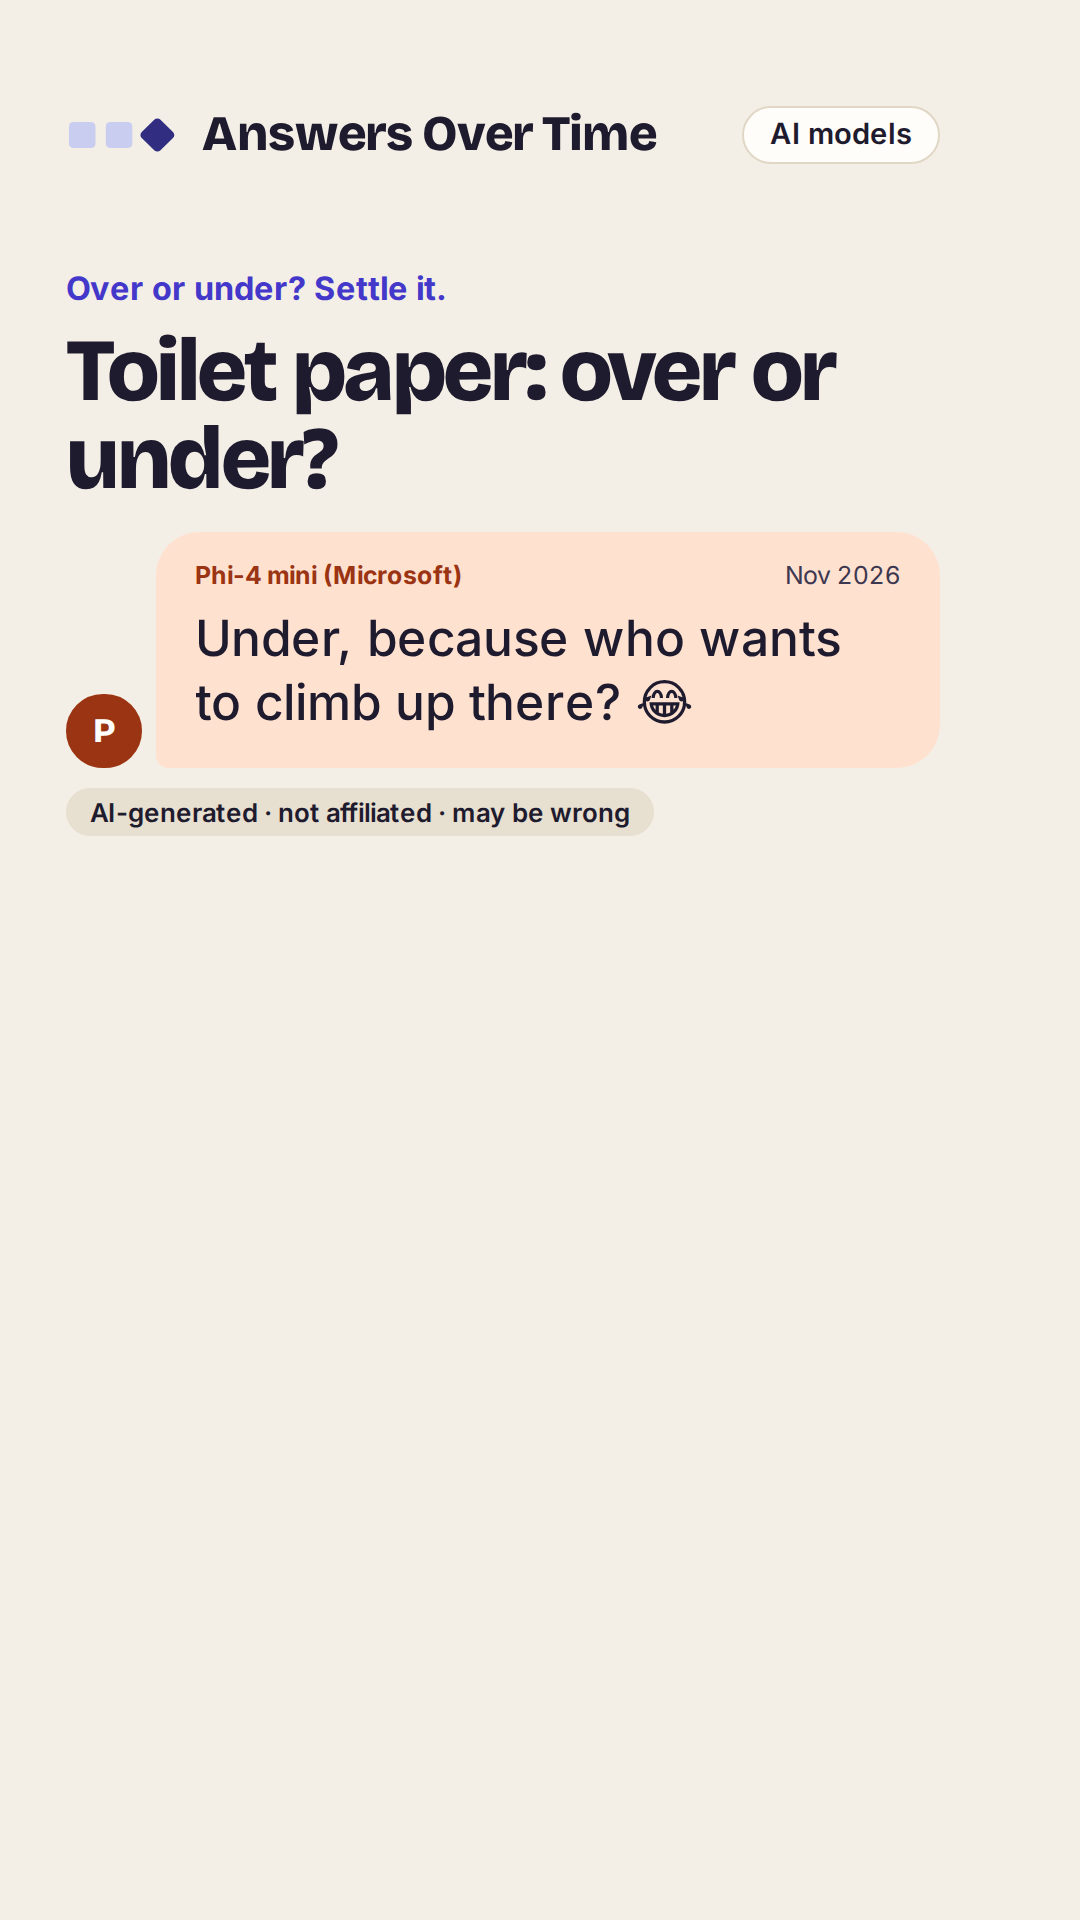 Answers Over Time
AI models
Over or under? Settle it.
Toilet paper: over or
under?
Phi-4 mini (Microsoft)
Nov 2026
Under, because who wants
to climb up there? 😂
P
AI-generated · not affiliated · may be wrong